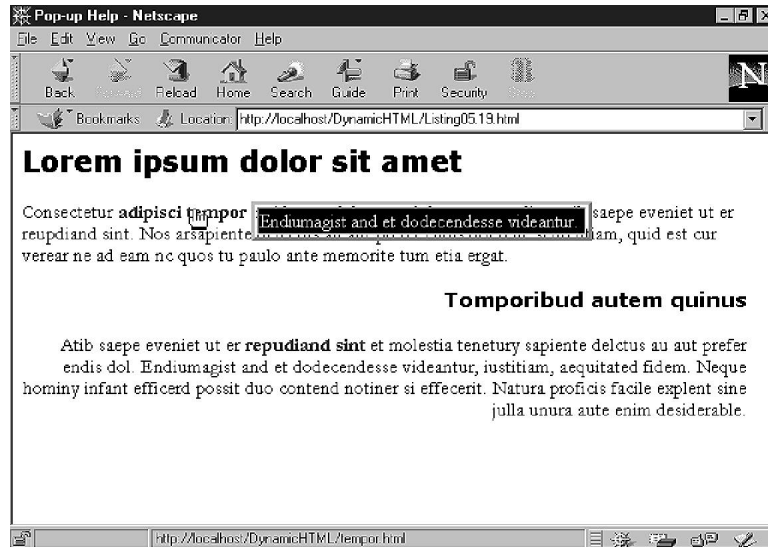 Pop-up Help - Netscape
File Edit View Go Communicator Help
Back Reload Home Search Guide Print Security
Bookmarks Location: http://localhost/DynamicHTML/Listing05.19.html
N
Lorem ipsum dolor sit amet
Consectetur adipisci tempor saepe eveniet ut er
Endiumagist and et dodecendesse videantur.
reupdiand sint. Nos arsapiente quid est cur
verear ne ad eam nc quos tu paulo ante memorite tum etia ergat.
Tomporibud autem quinus
Atib saepe eveniet ut er repudiand sint et molestia tenetury sapiente delctus au aut prefer
endis dol. Endiumagist and et dodecendesse videantur, iustitiam, aequitated fidem. Neque
hominy infant efficerd possit duo contend notiner si effecerit. Natura proficis facile explent sine
julla unura aute enim desiderable.
http://localhost/DynamicHTML/tempor.html